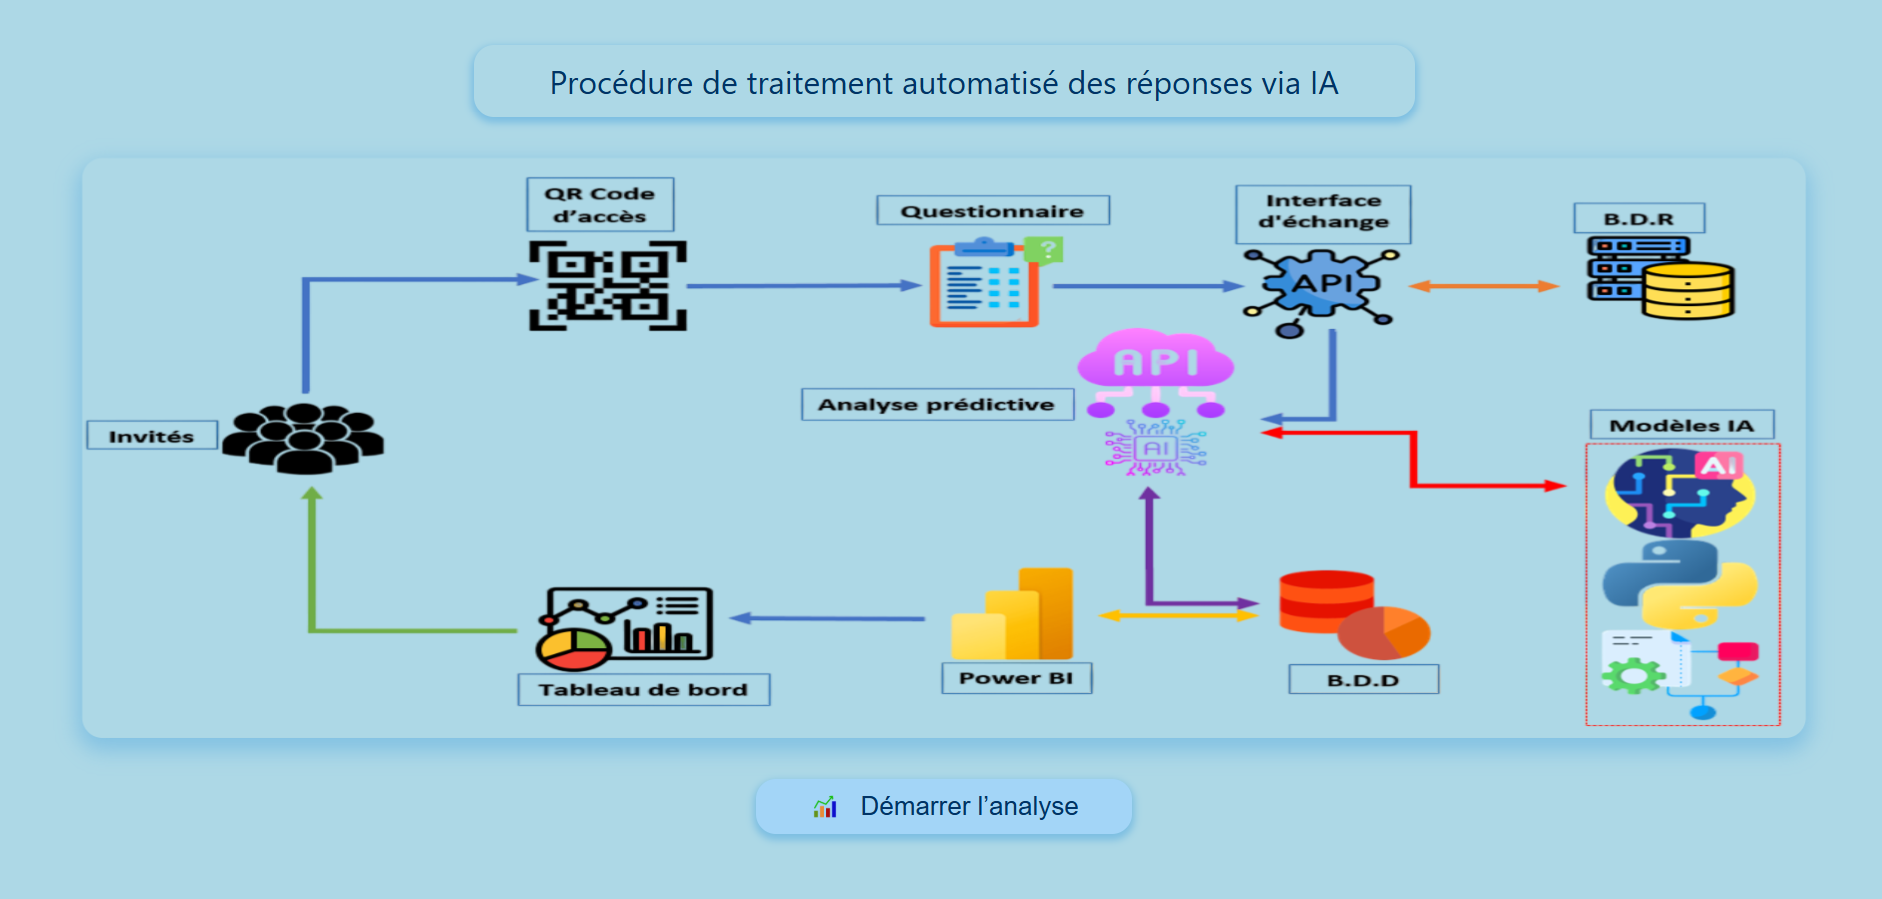 Procédure de traitement automatisé des réponses via IA
QR Code
d’accès
Questionnaire
Interface
d'échange
B.D.R
?
API
API
Analyse prédictive
AI
Invités
Modèles IA
AI
Tableau de bord
Power BI
B.D.D
Démarrer l’analyse